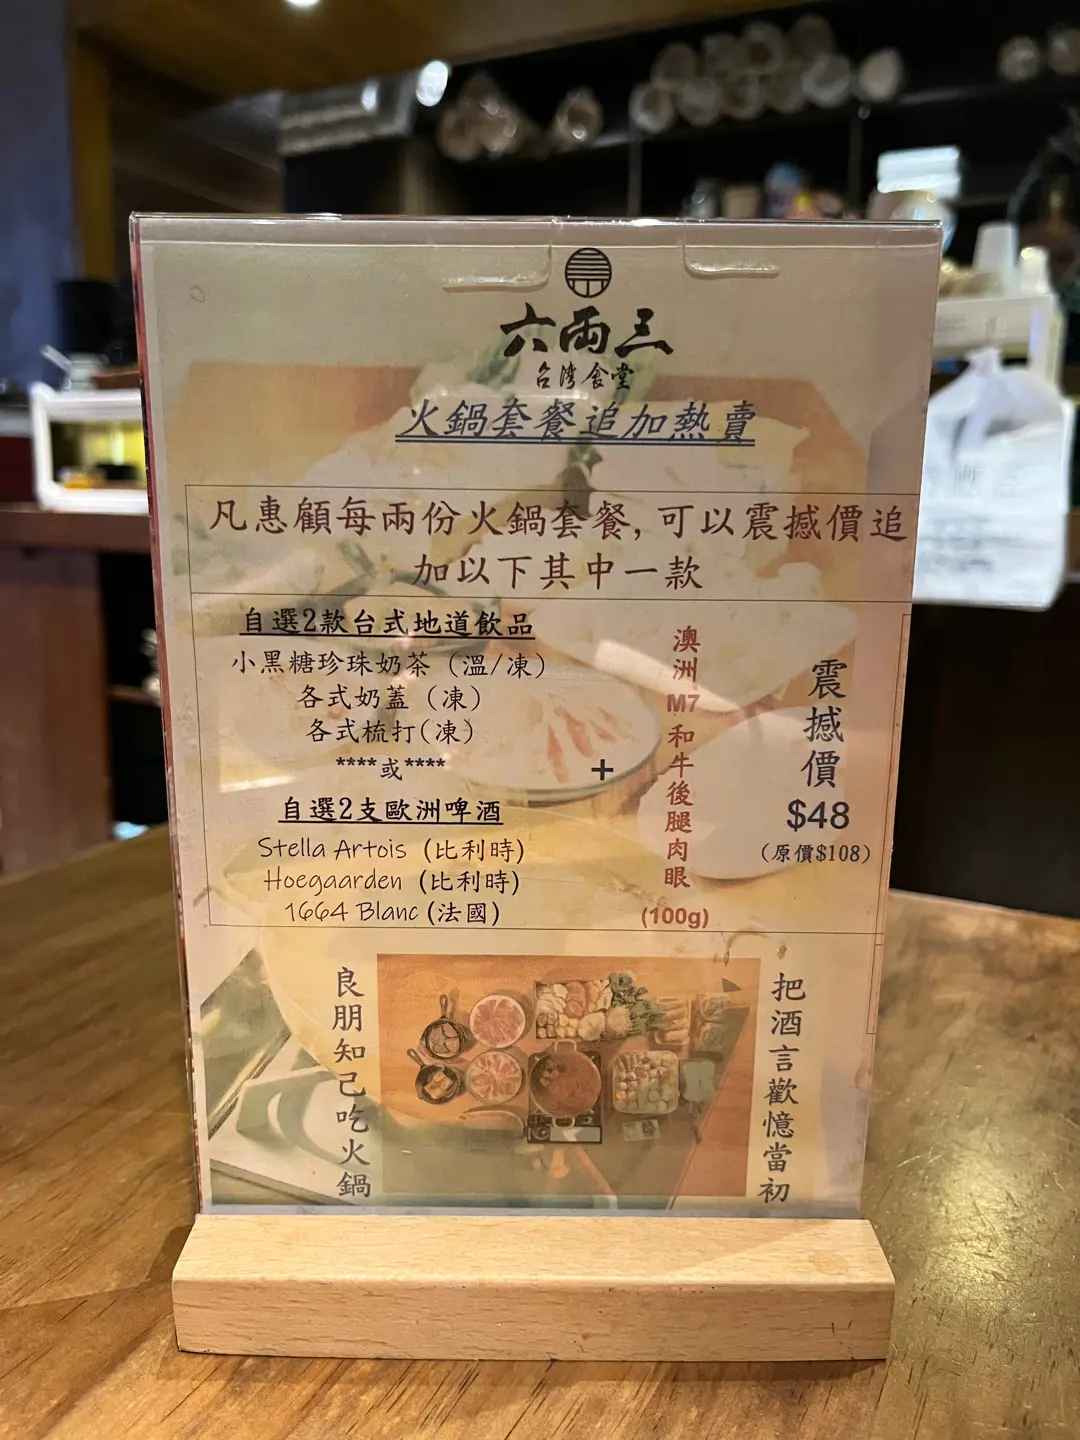 六両三
台灣食堂
火鍋套餐追加熱賣
凡惠顧每兩份火鍋套餐, 可以震撼價追
加以下其中一款
自選2款台式地道飲品
小黑糖珍珠奶茶 (溫/凍)
各式奶蓋 (凍)
各式梳打(凍)
****或****
自選2支歐洲啤酒
Stella Artois (比利時)
Hoegaarden (比利時)
1664 Blanc (法國)
+
澳洲M7和牛後腿肉眼
(100g)
震撼價
$48
(原價$108)
良朋知己吃火鍋
把酒言歡憶當初